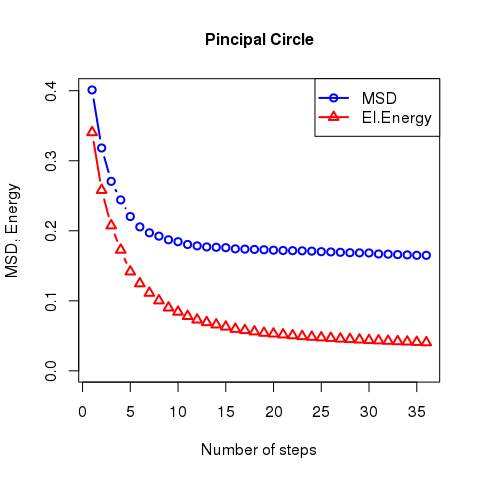 Pincipal Circle
MSD
El.Energy
MSD, Energy
0.4
0.3
0.2
0.1
0.0
0 5 10 15 20 25 30 35
Number of steps